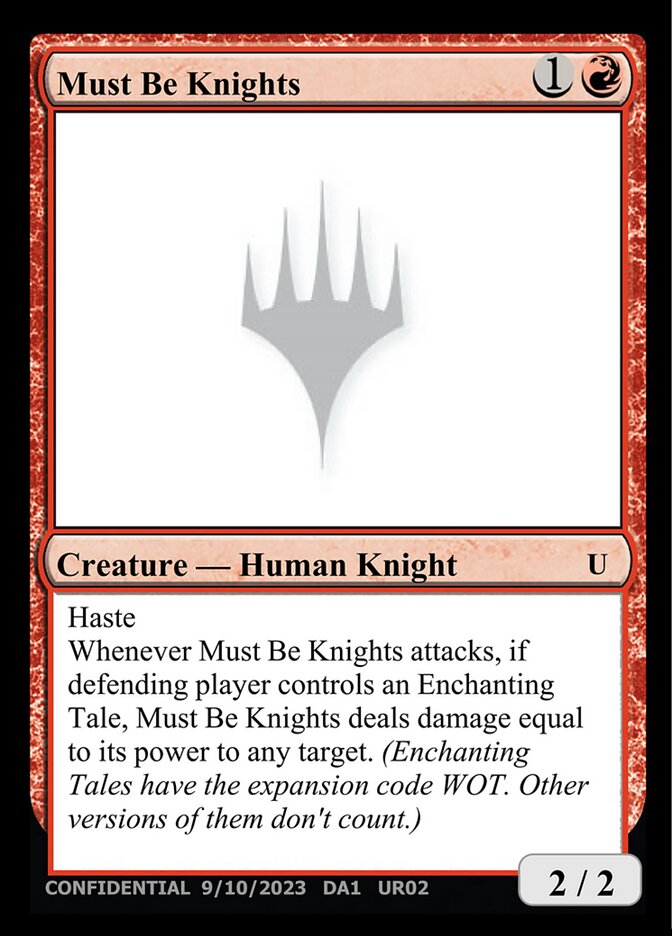 Must Be Knights 1
Creature — Human Knight U
Haste
Whenever Must Be Knights attacks, if
defending player controls an Enchanting
Tale, Must Be Knights deals damage equal
to its power to any target. (Enchanting
Tales have the expansion code WOT. Other
versions of them don't count.)
CONFIDENTIAL 9/10/2023 DA1 UR02
2 / 2